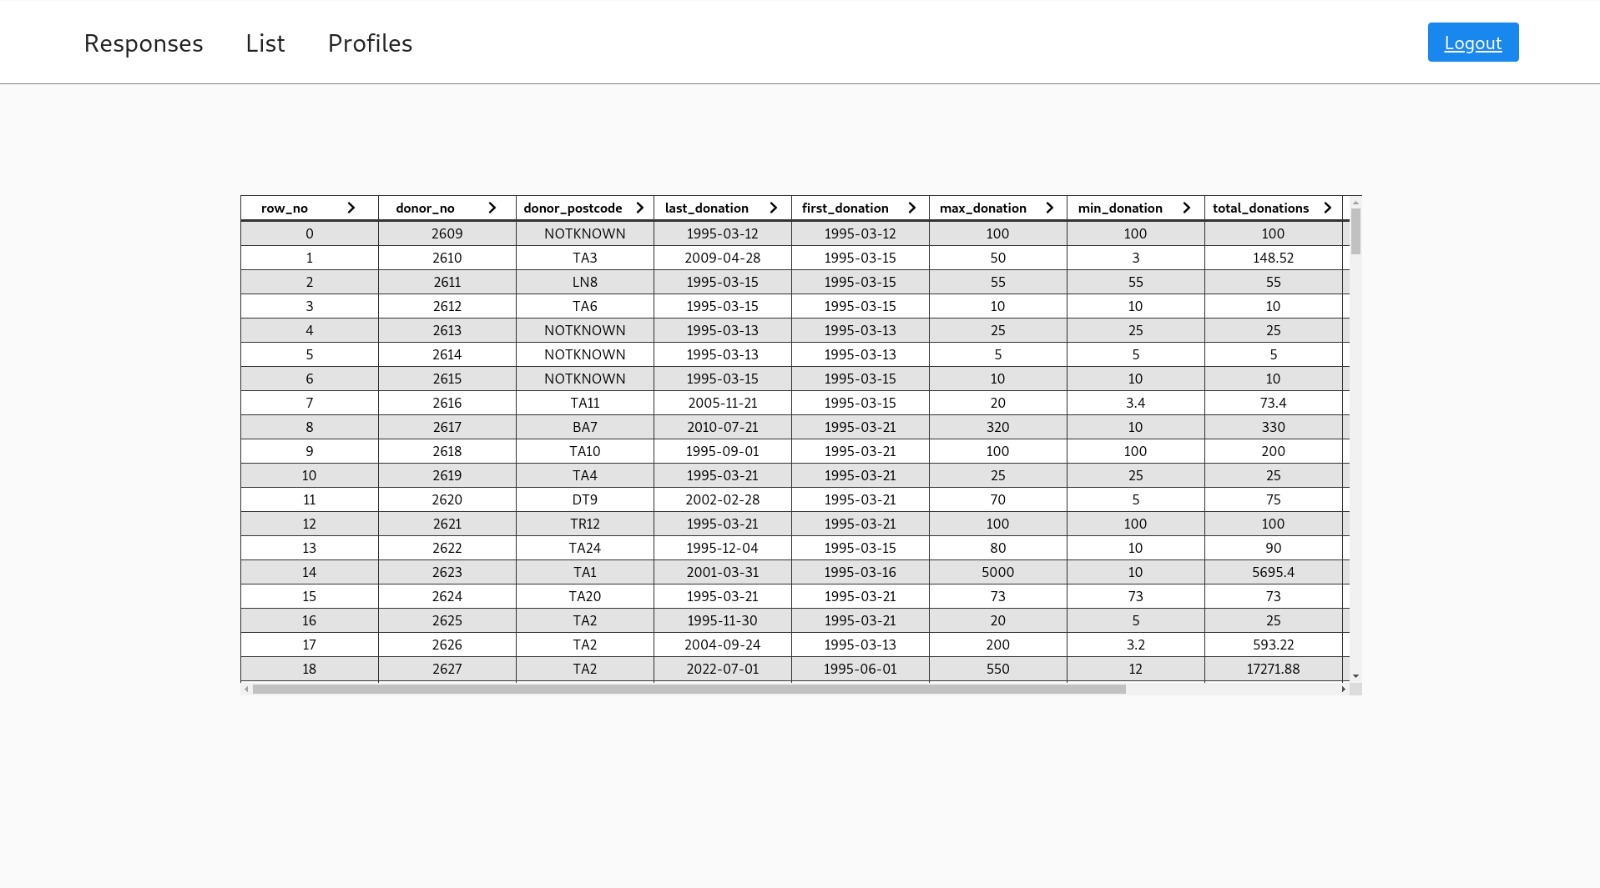 Responses List Profiles Logout
row_no donor_no donor_postcode last_donation first_donation max_donation min_donation total_donations
0 2609 NOTKNOWN 1995-03-12 1995-03-12 100 100 100
1 2610 TA3 2009-04-28 1995-03-15 50 3 148.52
2 2611 LN8 1995-03-15 1995-03-15 55 55 55
3 2612 TA6 1995-03-15 1995-03-15 10 10 10
4 2613 NOTKNOWN 1995-03-13 1995-03-13 25 25 25
5 2614 NOTKNOWN 1995-03-13 1995-03-13 5 5 5
6 2615 NOTKNOWN 1995-03-15 1995-03-15 10 10 10
7 2616 TA11 2005-11-21 1995-03-15 20 3.4 73.4
8 2617 BA7 2010-07-21 1995-03-21 320 10 330
9 2618 TA10 1995-09-01 1995-03-21 100 100 200
10 2619 TA4 1995-03-21 1995-03-21 25 25 25
11 2620 DT9 2002-02-28 1995-03-21 70 5 75
12 2621 TR12 1995-03-21 1995-03-21 100 100 100
13 2622 TA24 1995-12-04 1995-03-15 80 10 90
14 2623 TA1 2001-03-31 1995-03-16 5000 10 5695.4
15 2624 TA20 1995-03-21 1995-03-21 73 73 73
16 2625 TA2 1995-11-30 1995-03-21 20 5 25
17 2626 TA2 2004-09-24 1995-03-13 200 3.2 593.22
18 2627 TA2 2022-07-01 1995-06-01 550 12 17271.88